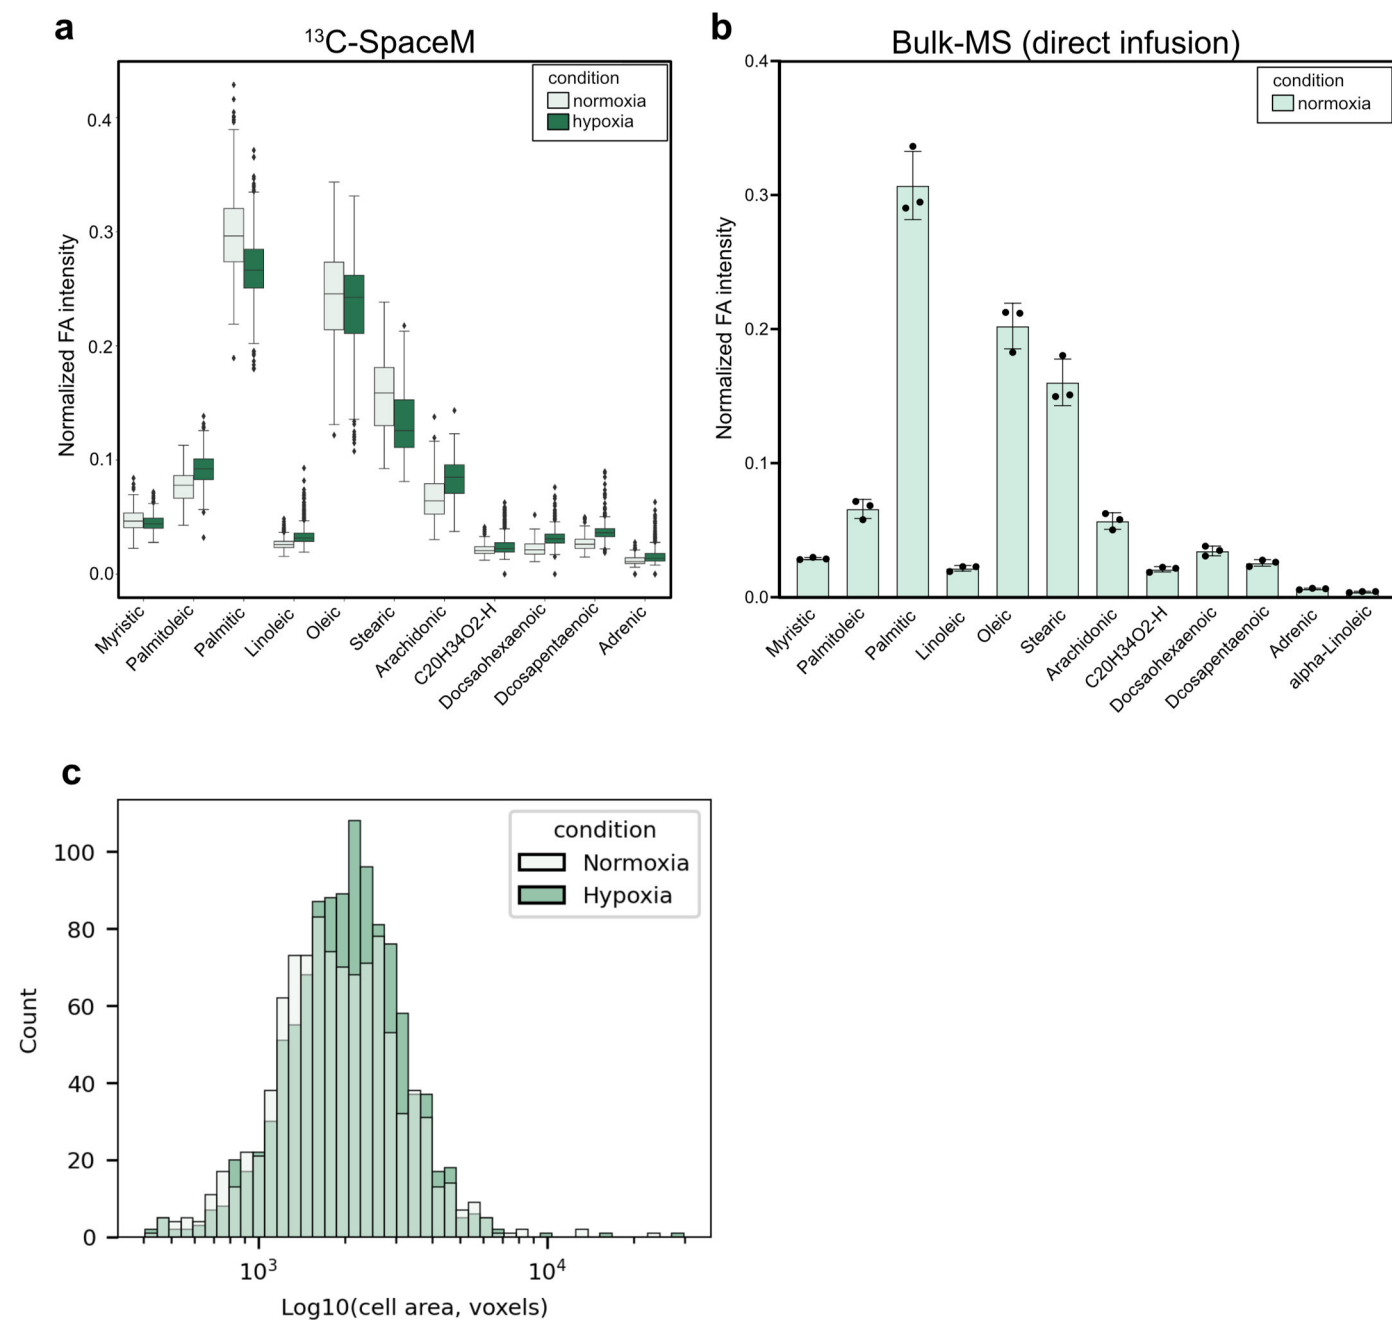 a
¹³C-SpaceM
condition
normoxia
hypoxia
Normalized FA intensity
0.4
0.3
0.2
0.1
0.0
Myristic
Palmitoleic
Palmitic
Linoleic
Oleic
Stearic
Arachidonic
C20H34O2-H
Docsaohexaenoic
Dcosapentaenoic
Adrenic
b
Bulk-MS (direct infusion)
condition
normoxia
Normalized FA intensity
0.4
0.3
0.2
0.1
0.0
Myristic
Palmitoleic
Palmitic
Linoleic
Oleic
Stearic
Arachidonic
C20H34O2-H
Docsaohexaenoic
Dcosapentaenoic
Adrenic
alpha-Linoleic
c
condition
Normoxia
Hypoxia
Count
100
80
60
40
20
0
10³
10⁴
Log10(cell area, voxels)